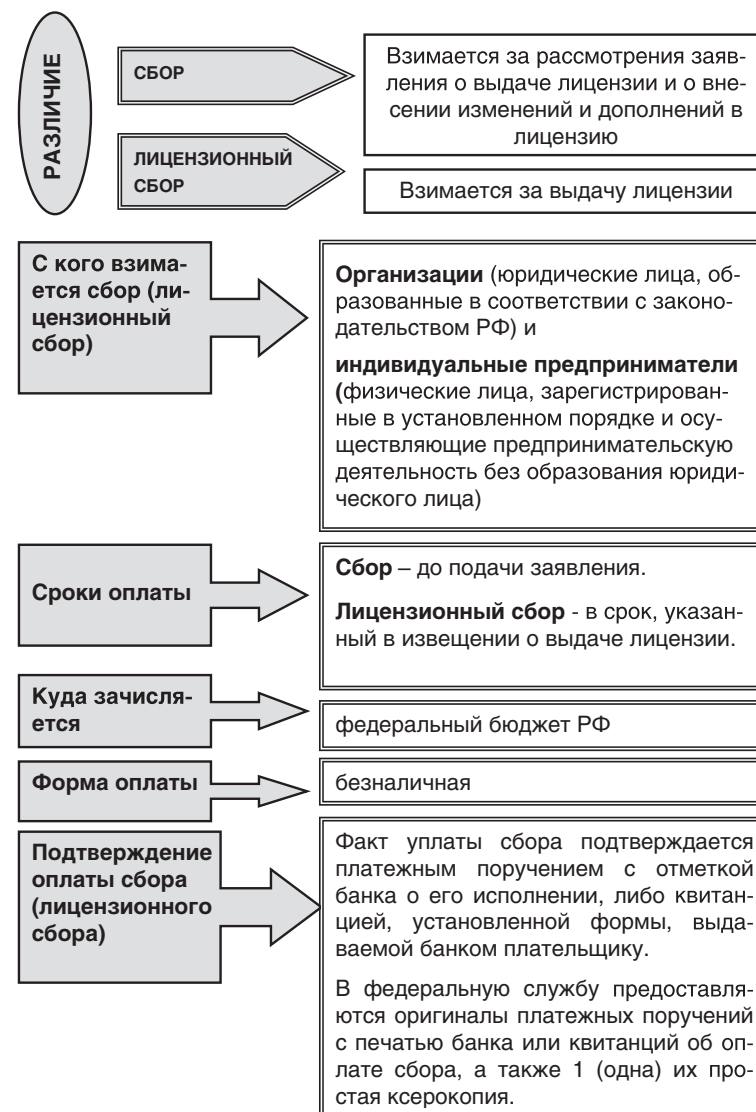 РАЗЛИЧИЕ
СБОР
Взимается за рассмотрения заяв-
ления о выдаче лицензии и о вне-
сении изменений и дополнений в
лицензию
ЛИЦЕНЗИОННЫЙ
СБОР
Взимается за выдачу лицензии
С кого взима-
ется сбор (ли-
цензионный
сбор)
Организации (юридические лица, об-
разованные в соответствии с законо-
дательством РФ) и
индивидуальные предприниматели
(физические лица, зарегистрирован-
ные в установленном порядке и осу-
ществляющие предпринимательскую
деятельность без образования юриди-
ческого лица)
Сроки оплаты
Сбор – до подачи заявления.
Лицензионный сбор - в срок, указан-
ный в извещении о выдаче лицензии.
Куда зачисля-
ется
федеральный бюджет РФ
Форма оплаты
безналичная
Подтверждение
оплаты сбора
(лицензионного
сбора)
Факт уплаты сбора подтверждается
платежным поручением с отметкой
банка о его исполнении, либо квитан-
цией, установленной формы, выда-
ваемой банком плательщику.
В федеральную службу предоставля-
ются оригиналы платежных поручений
с печатью банка или квитанций об оп-
лате сбора, а также 1 (одна) их про-
стая ксерокопия.